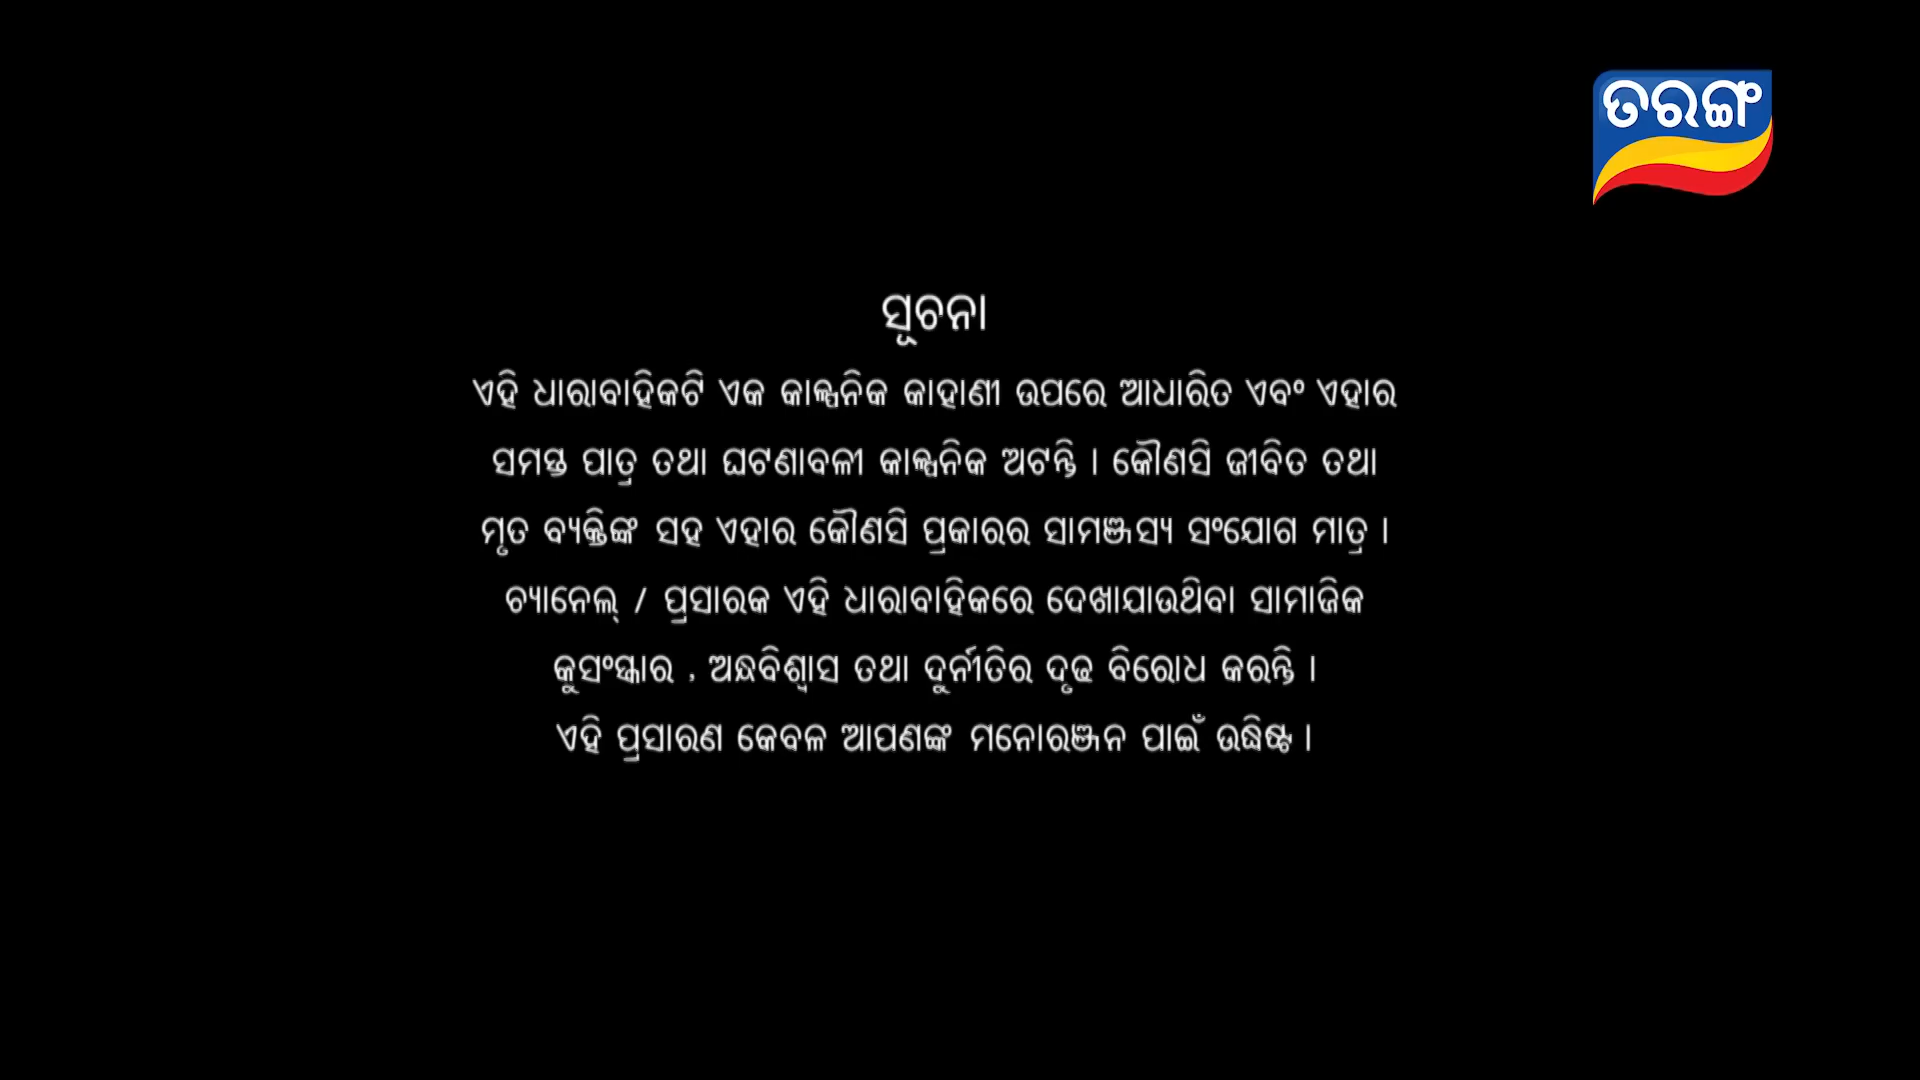 ତରଙ୍ଗ
ସୂଚନା
ଏହି ଧାରାବାହିକଟି ଏକ କାଳ୍ପନିକ କାହାଣୀ ଉପରେ ଆଧାରିତ ଏବଂ ଏହାର
ସମସ୍ତ ପାତ୍ର ତଥା ଘଟଣାବଳୀ କାଳ୍ପନିକ ଅଟନ୍ତି । କୌଣସି ଜୀବିତ ତଥା
ମୃତ ବ୍ୟକ୍ତିଙ୍କ ସହ ଏହାର କୌଣସି ପ୍ରକାରର ସାମଞ୍ଜସ୍ୟ ସଂଯୋଗ ମାତ୍ର ।
ଚ୍ୟାନେଲ୍ / ପ୍ରସାରକ ଏହି ଧାରାବାହିକରେ ଦେଖାଯାଉଥିବା ସାମାଜିକ
କୁସଂସ୍କାର , ଅନ୍ଧବିଶ୍ୱାସ ତଥା ଦୁର୍ନୀତିର ଦୃଢ ବିରୋଧ କରନ୍ତି ।
ଏହି ପ୍ରସାରଣ କେବଳ ଆପଣଙ୍କ ମନୋରଞ୍ଜନ ପାଇଁ ଉଦ୍ଧିଷ୍ଟ ।